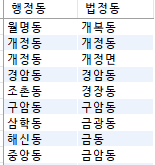 행정동 법정동
월명동 개복동
개정동 개정동
개정동 개정면
경암동 경암동
조촌동 경장동
구암동 구암동
삼학동 금광동
해신동 금동
중앙동 금암동